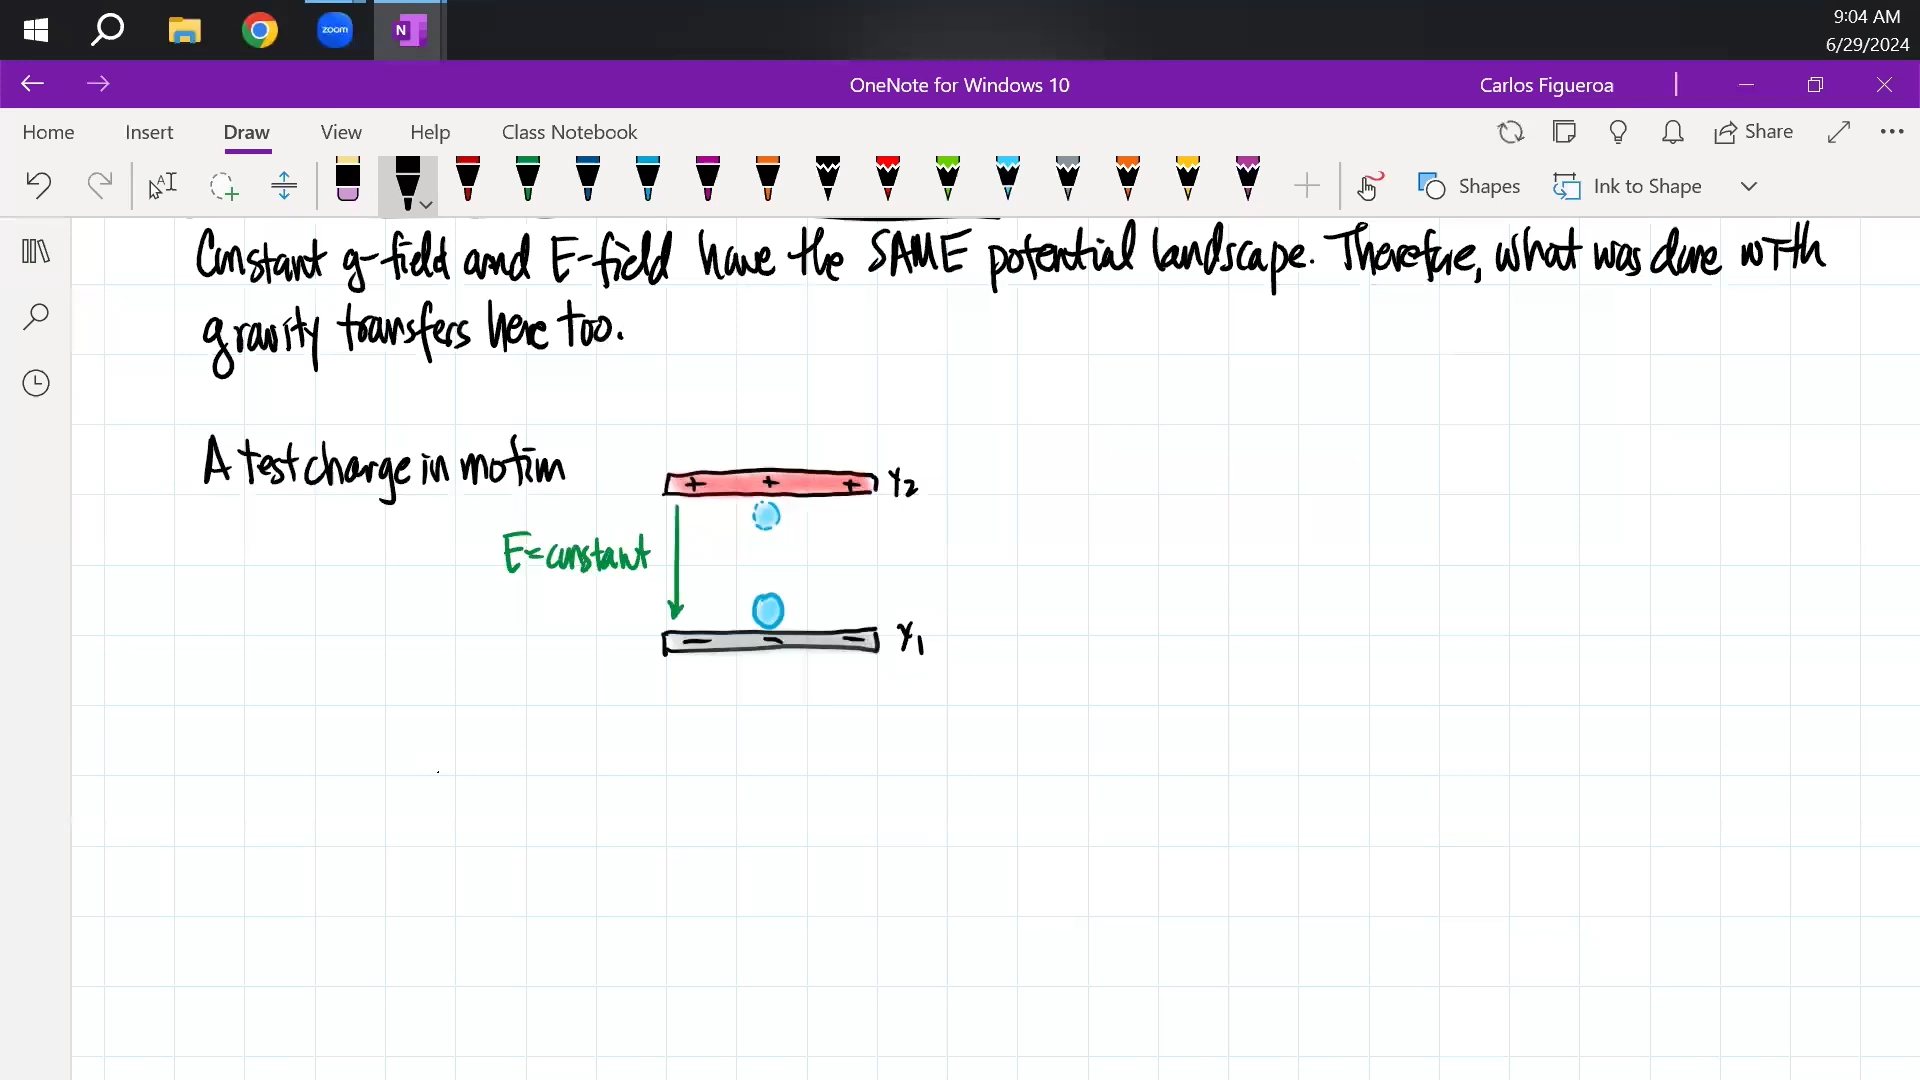 9:04 AM
zoom
N
6/29/2024
OneNote for Windows 10
Carlos Figueroa
Home Insert Draw View Help Class Notebook
Share
Shapes
Ink to Shape
Constant g-field and E-field have the SAME potential landscape. Therefore, what was done with
gravity transfers here too.
A test charge in motion
+ + + y₂
E=constant
- - - y₁